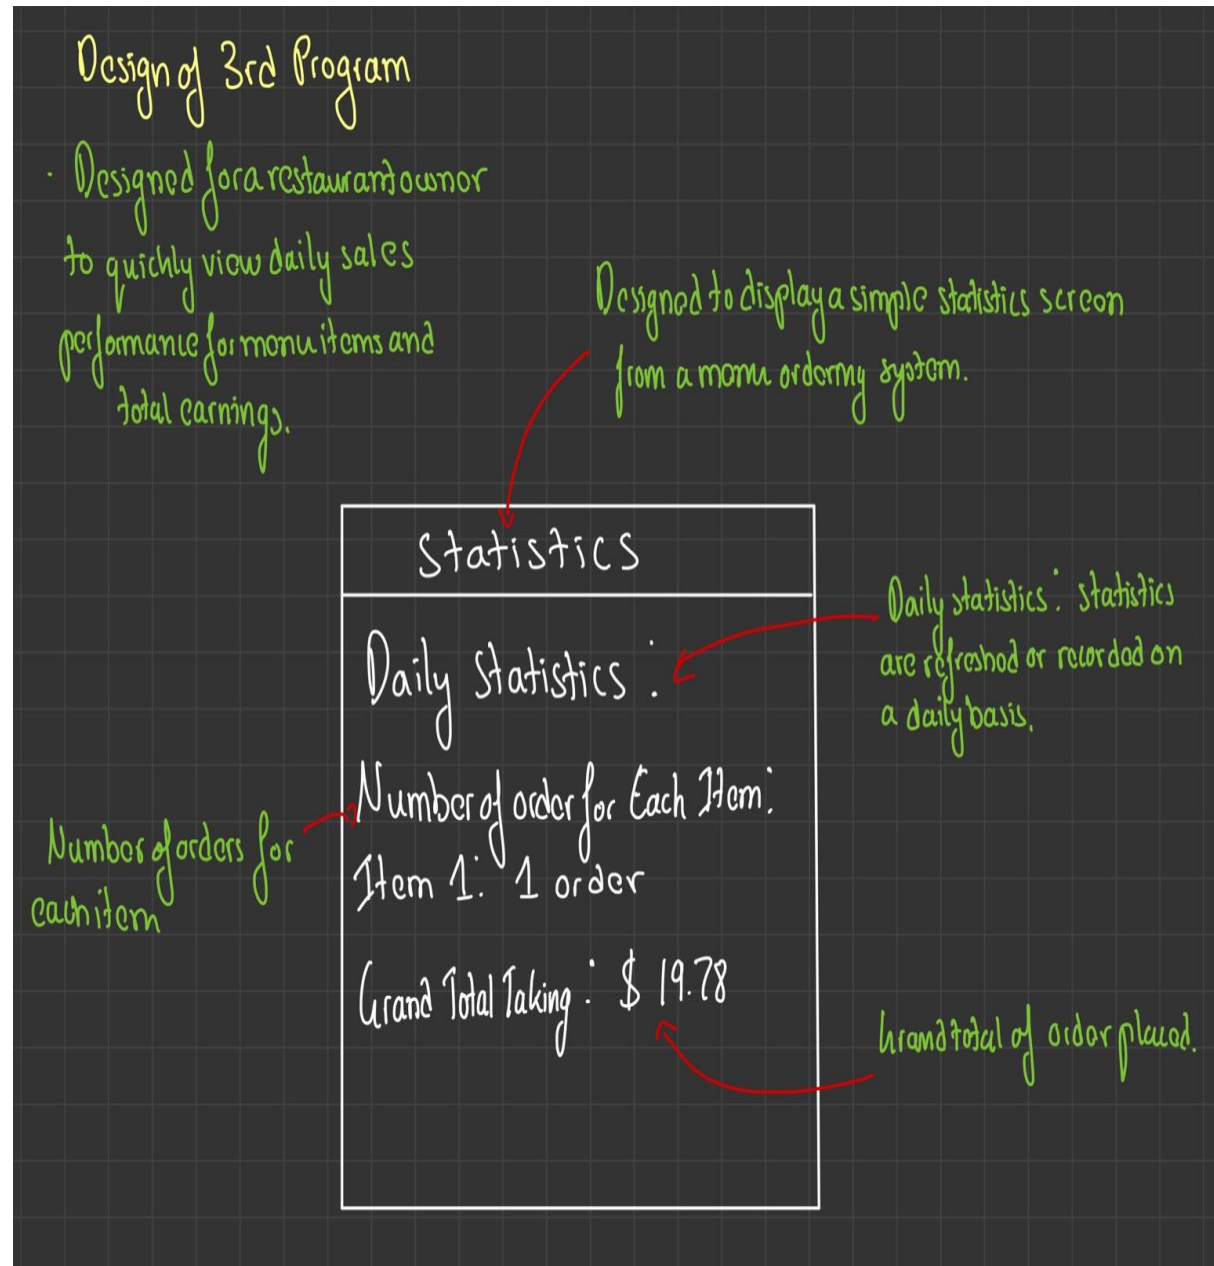 Design of 3rd Program
· Designed for a restaurant owner
to quickly view daily sales
performance for menu items and
total earnings.
Designed to display a simple statistics screen
from a menu ordering system.
Statistics
Daily Statistics :
Daily statistics: statistics
are refreshed or recorded on
a daily basis.
Number of order for Each Item:
Item 1: 1 order
Number of orders for
each item
Grand Total Taking: $ 19.78
Grand total of order placed.